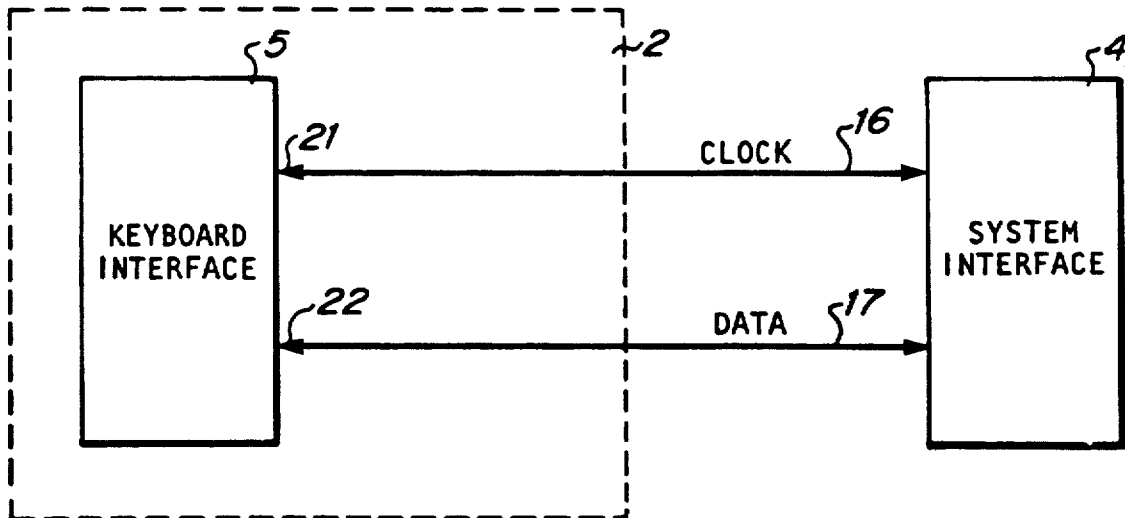 5
2
4
21
CLOCK
16
KEYBOARD
INTERFACE
SYSTEM
INTERFACE
22
DATA
17